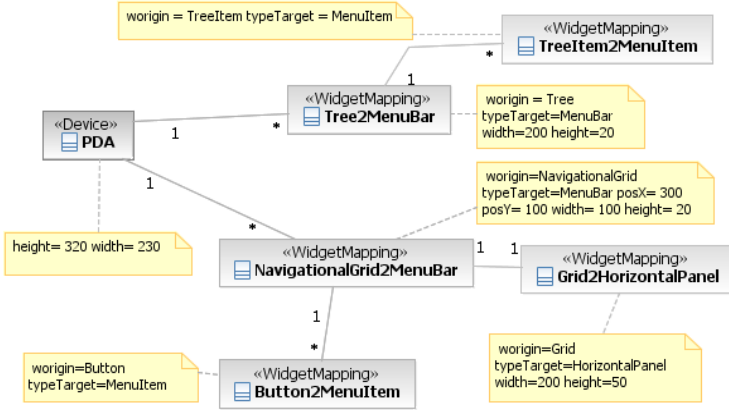 worigin = TreeItem typeTarget = MenuItem
«WidgetMapping»
TreeItem2MenuItem
*
1
«WidgetMapping»
Tree2MenuBar
worigin = Tree
typeTarget=MenuBar
width=200 height=20
«Device»
PDA
1
*
1
*
worigin=NavigationalGrid
typeTarget=MenuBar posX= 300
posY= 100 width= 100 height= 20
height= 320 width= 230
«WidgetMapping»
NavigationalGrid2MenuBar
1
1
«WidgetMapping»
Grid2HorizontalPanel
1
*
worigin=Button
typeTarget=MenuItem
«WidgetMapping»
Button2MenuItem
worigin=Grid
typeTarget=HorizontalPanel
width=200 height=50